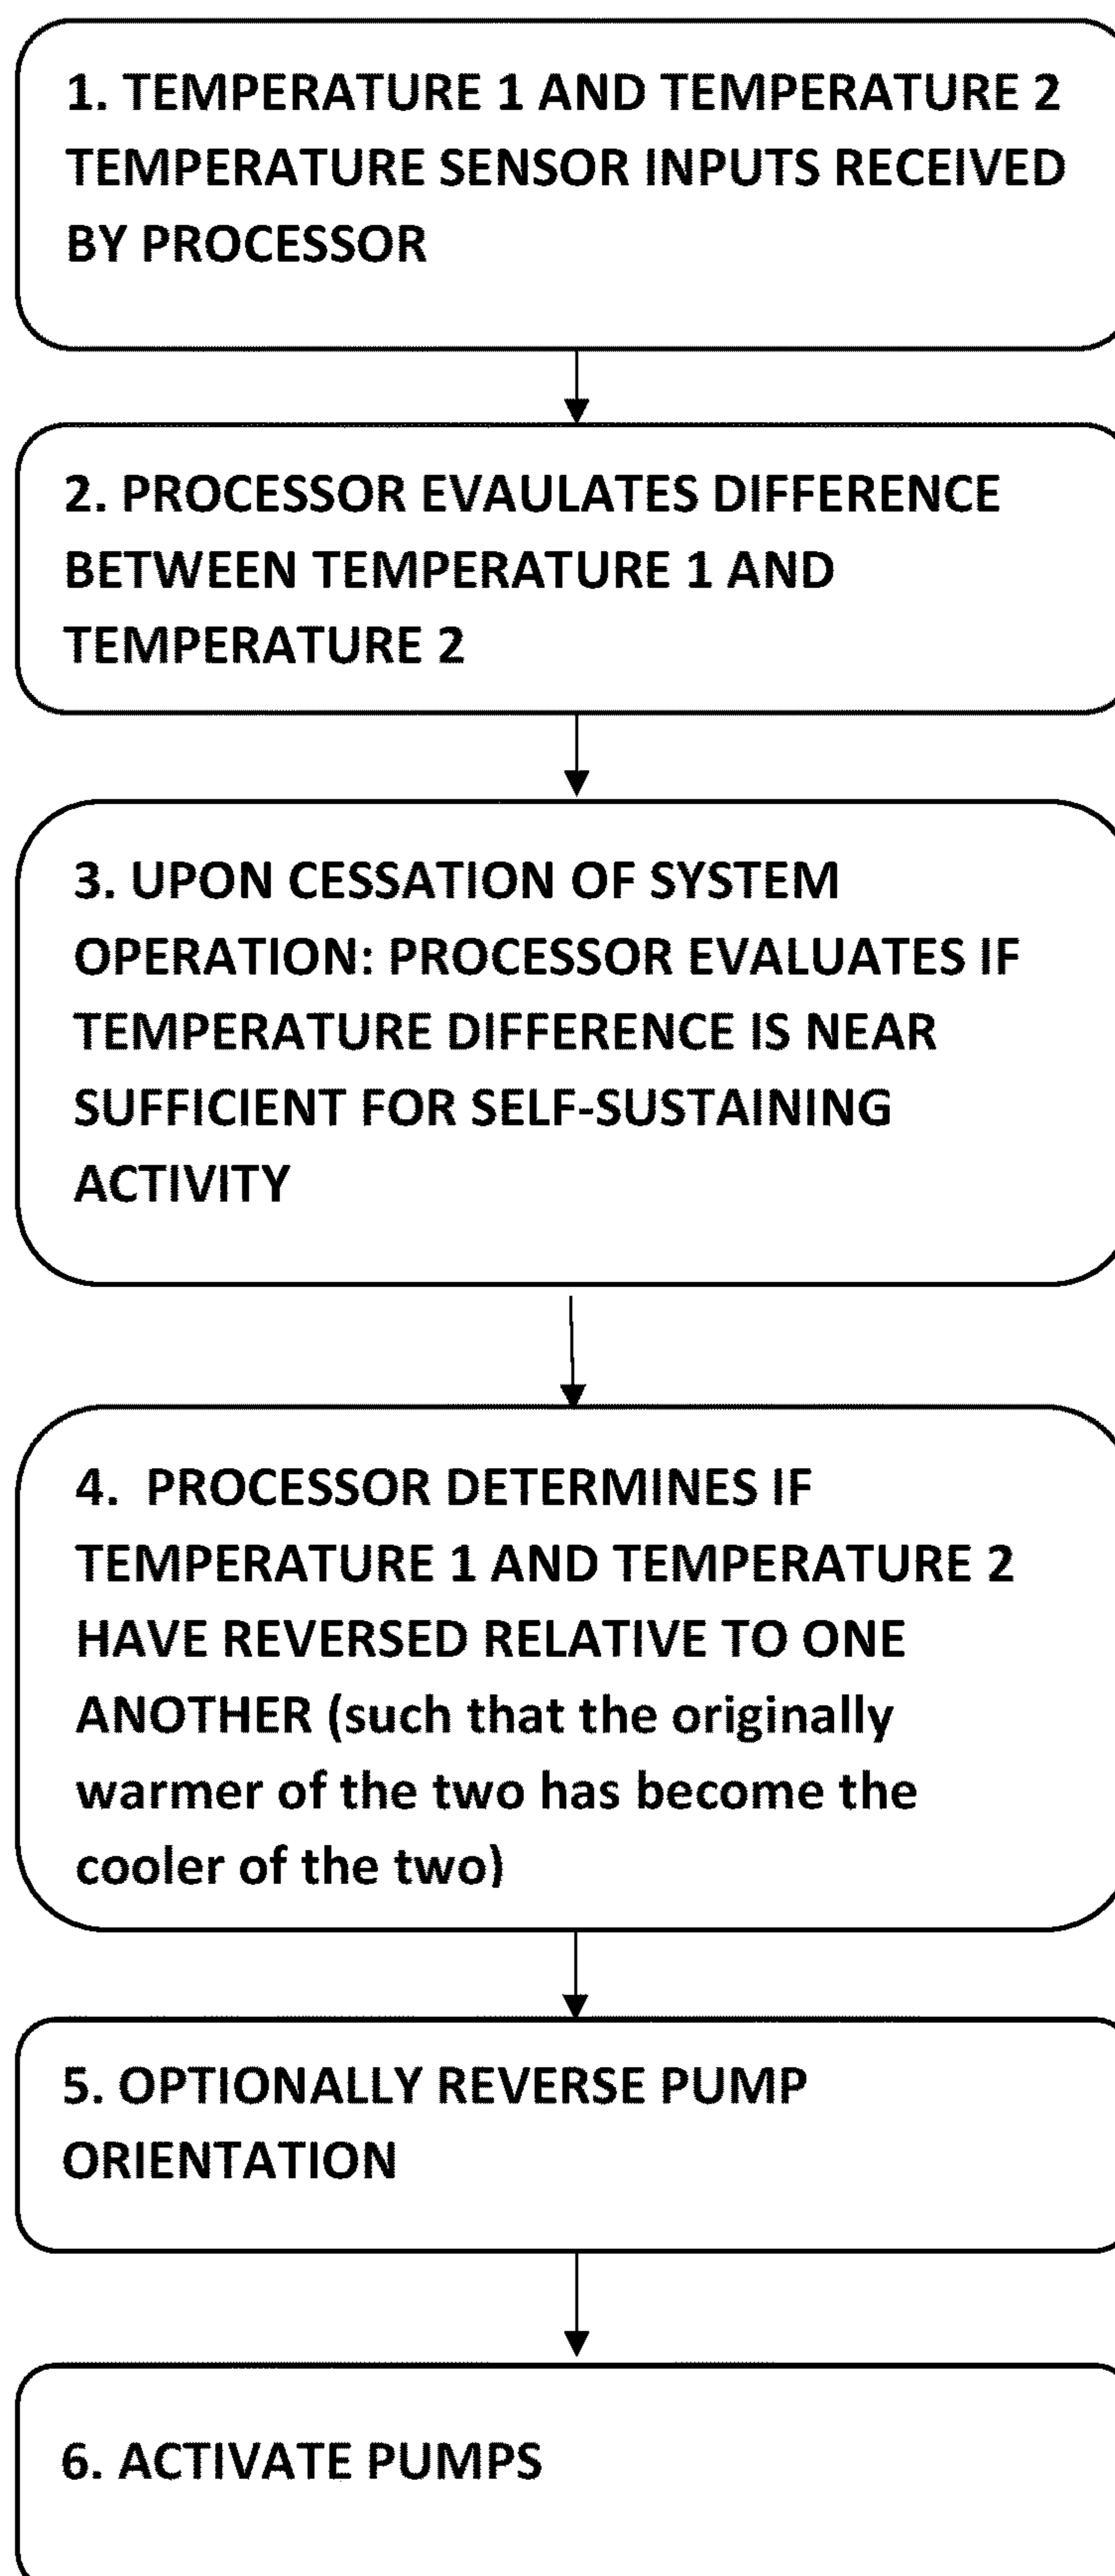 1. TEMPERATURE 1 AND TEMPERATURE 2
TEMPERATURE SENSOR INPUTS RECEIVED
BY PROCESSOR
2. PROCESSOR EVAULATES DIFFERENCE
BETWEEN TEMPERATURE 1 AND
TEMPERATURE 2
3. UPON CESSATION OF SYSTEM
OPERATION: PROCESSOR EVALUATES IF
TEMPERATURE DIFFERENCE IS NEAR
SUFFICIENT FOR SELF-SUSTAINING
ACTIVITY
4. PROCESSOR DETERMINES IF
TEMPERATURE 1 AND TEMPERATURE 2
HAVE REVERSED RELATIVE TO ONE
ANOTHER (such that the originally
warmer of the two has become the
cooler of the two)
5. OPTIONALLY REVERSE PUMP
ORIENTATION
6. ACTIVATE PUMPS